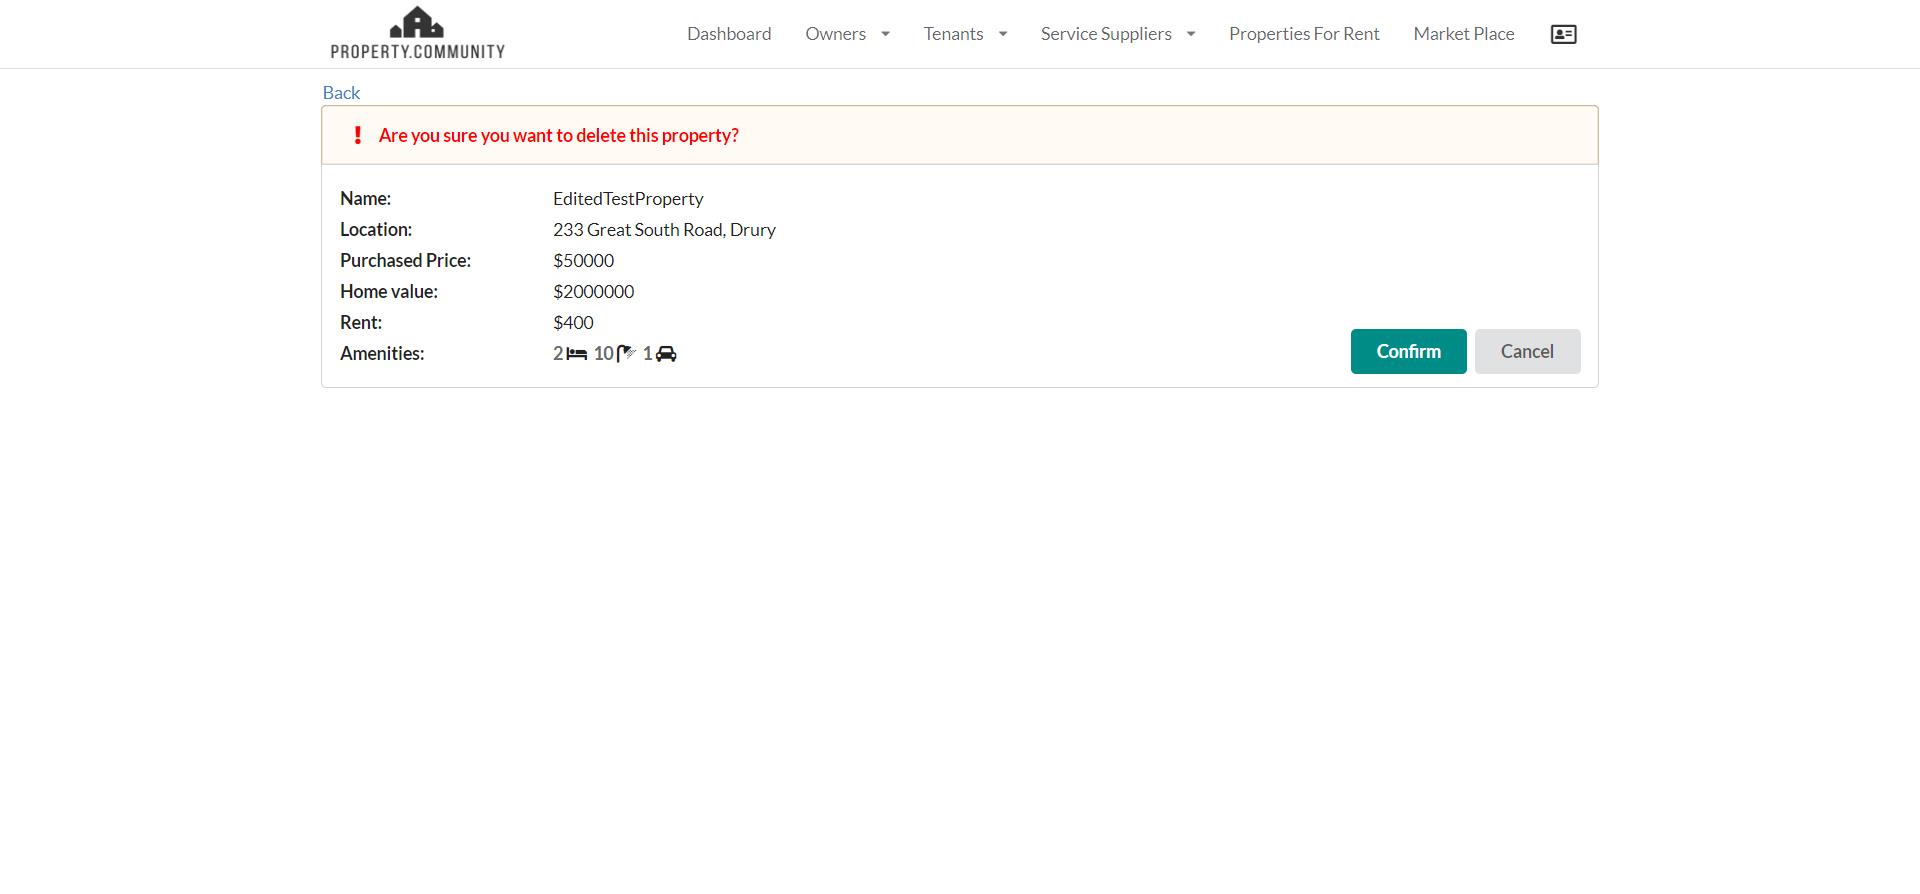 PROPERTY.COMMUNITY
Dashboard Owners Tenants Service Suppliers Properties For Rent Market Place
Back
Are you sure you want to delete this property?
Name: EditedTestProperty
Location: 233 Great South Road, Drury
Purchased Price: $50000
Home value: $2000000
Rent: $400
Amenities: 2 10 1
Confirm Cancel